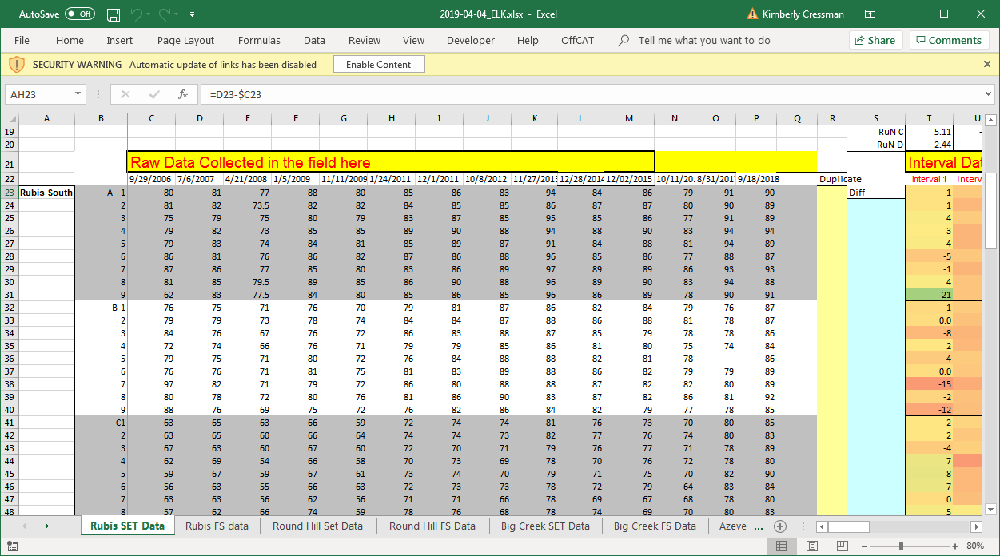 AutoSave Off 2019-04-04_ELK.xlsx - Excel Kimberly Cressman
File Home Insert Page Layout Formulas Data Review View Developer Help OffCAT Tell me what you want to do Share Comments
SECURITY WARNING Automatic update of links has been disabled Enable Content
AH23 fx =D23-$C23
A B C D E F G H I J K L M N O P Q R S T U
19 RuN C 5.11 -
20 RuN D 2.44 -
21 Raw Data Collected in the field here Interval Dat
22 9/29/2006 7/6/2007 4/21/2008 1/5/2009 11/11/2009 1/24/2011 12/1/2011 10/8/2012 11/27/2013 12/28/2014 12/02/2015 10/11/20 8/31/201 9/18/2018 Duplicate Interval 1 Interv
23 Rubis South A - 1 80 81 77 88 80 85 86 83 94 84 86 79 91 90 Diff 1
24 2 81 82 73.5 82 82 84 85 85 86 87 87 80 90 89 1
25 3 75 79 75 80 79 83 87 85 95 85 86 77 91 89 4
26 4 79 82 73 85 85 89 90 88 94 88 90 83 94 94 3
27 5 79 83 74 84 81 85 89 87 91 84 88 81 94 89 4
28 6 86 81 76 86 82 87 86 88 96 85 86 77 88 87 -5
29 7 87 86 77 85 80 83 86 89 97 89 89 86 93 93 -1
30 8 81 85 79.5 89 85 86 90 88 96 89 90 83 94 88 4
31 9 62 83 77.5 84 80 85 85 86 96 86 89 78 90 91 21
32 B-1 76 75 71 76 70 79 81 87 86 82 84 79 76 87 -1
33 2 79 79 73 78 74 84 84 87 88 86 88 81 78 87 0.0
34 3 84 76 67 76 72 86 83 88 87 85 79 78 78 86 -8
35 4 72 74 66 76 71 79 79 85 86 81 80 75 74 84 2
36 5 79 75 71 80 72 76 84 88 88 82 81 78 86 -4
37 6 76 76 71 81 75 81 83 89 88 86 82 79 79 89 0.0
38 7 97 82 71 79 72 86 80 88 88 87 82 82 80 89 -15
39 8 80 78 72 80 76 81 86 90 83 87 82 86 81 92 -2
40 9 88 76 69 75 72 76 82 86 84 82 79 77 78 85 -12
41 C1 63 65 63 66 59 72 74 74 81 76 73 70 80 80 2
42 2 63 65 60 66 64 74 74 73 82 77 76 74 80 83 2
43 3 67 63 60 67 60 72 70 71 79 76 77 71 78 89 -4
44 4 62 69 54 66 58 70 73 69 78 70 76 72 78 80 7
45 5 59 67 59 67 61 73 74 70 79 71 75 70 82 90 8
46 6 56 63 55 66 63 72 73 73 78 72 79 64 83 84 7
47 7 63 63 56 62 56 71 71 66 78 69 67 68 78 80 0
48 8 57 62 66 74 59 78 76 68 78 74 69 70 80 83 5
Rubis SET Data Rubis FS data Round Hill Set Data Round Hill FS Data Big Creek SET Data Big Creek FS Data Azeve ...
80%